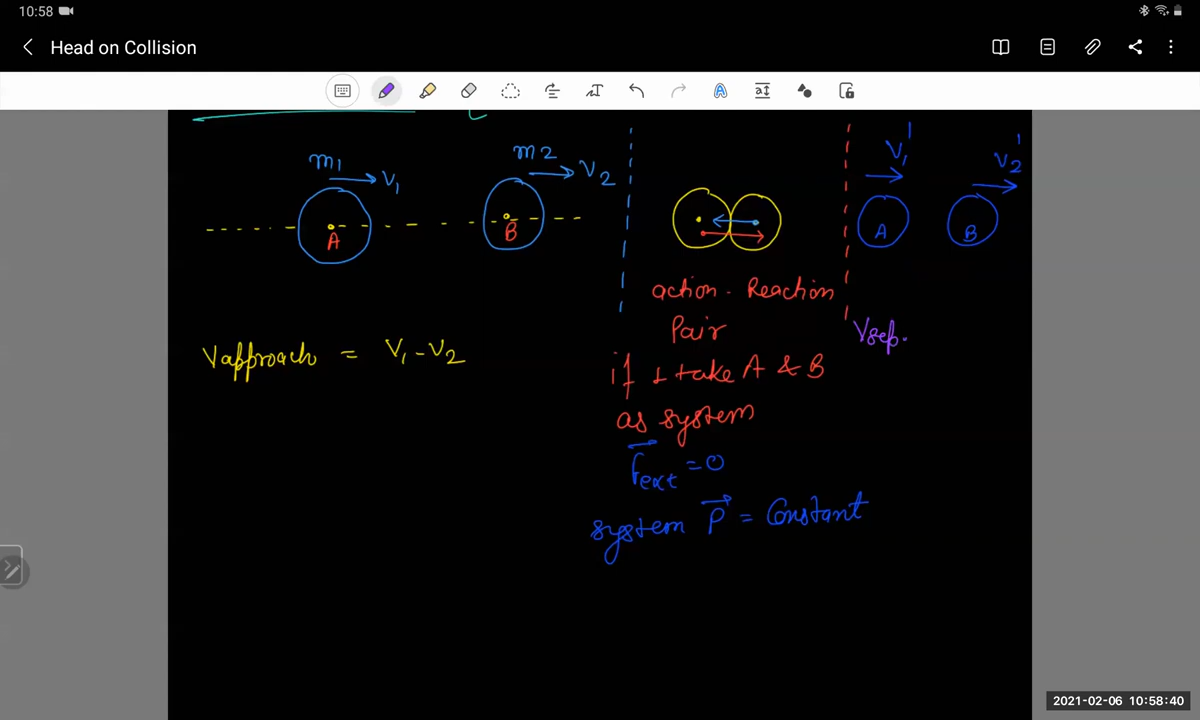 10:58
Head on Collision
m1
V1
m2
V2
A
B
action - Reaction
Pair
if I take A & B
as system
Fext = 0
system P = Constant
V1'
V2'
A
B
Vsep.
Vapproach = V1 - V2
2021-02-06 10:58:40